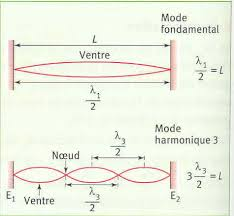 Mode
fondamental
L
Ventre
λ₁/2
λ₁/2 = L
Mode
harmonique 3
Nœud
λ₃/2
3 λ₃/2 = L
E₁
Ventre
λ₃/2
E₂